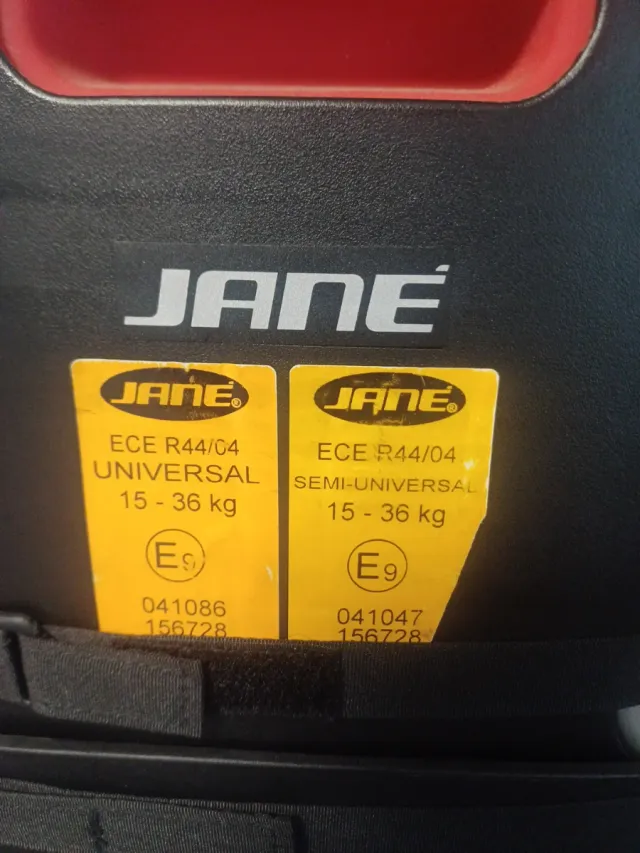 JANÉ
JANÉ®
ECE R44/04
UNIVERSAL
15 - 36 kg
E9
041086
156728
JANÉ®
ECE R44/04
SEMI-UNIVERSAL
15 - 36 kg
E9
041047
156728